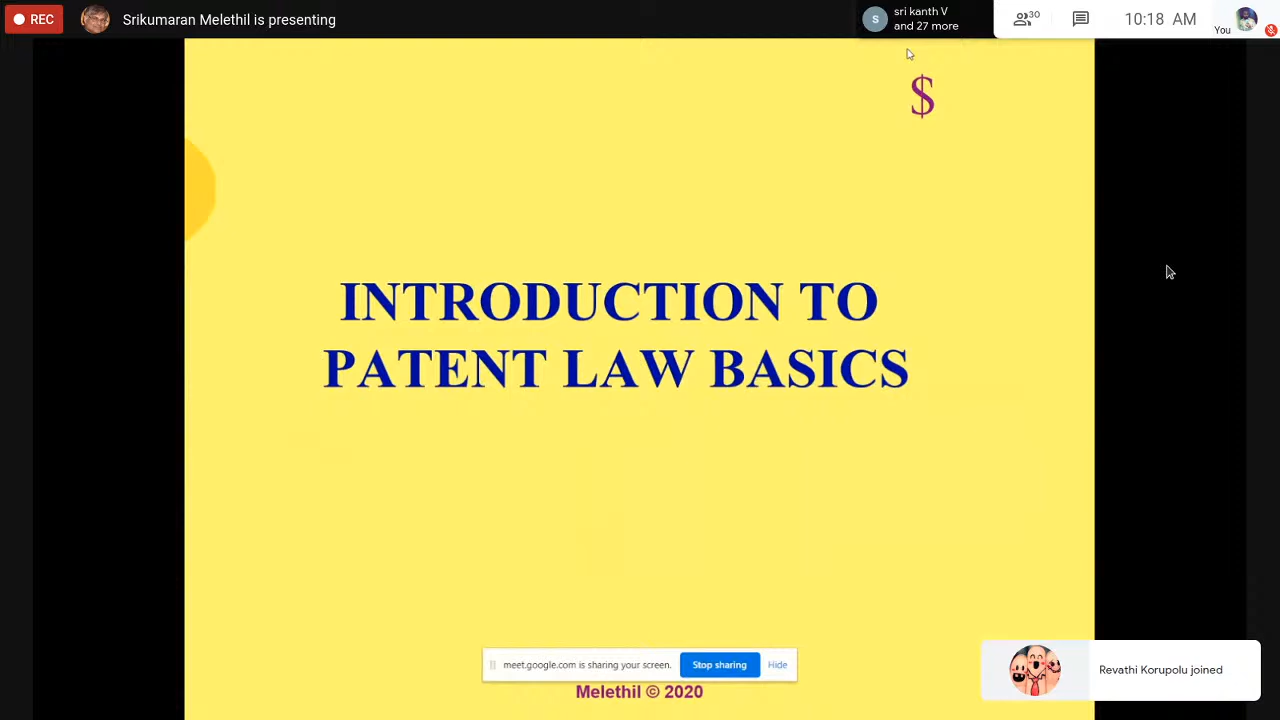 REC
Srikumaran Melethil is presenting
S
sri kanth V
and 27 more
30
10:18 AM
You
$
INTRODUCTION TO
PATENT LAW BASICS
meet.google.com is sharing your screen.
Stop sharing
Hide
Melethil © 2020
Revathi Korupolu joined